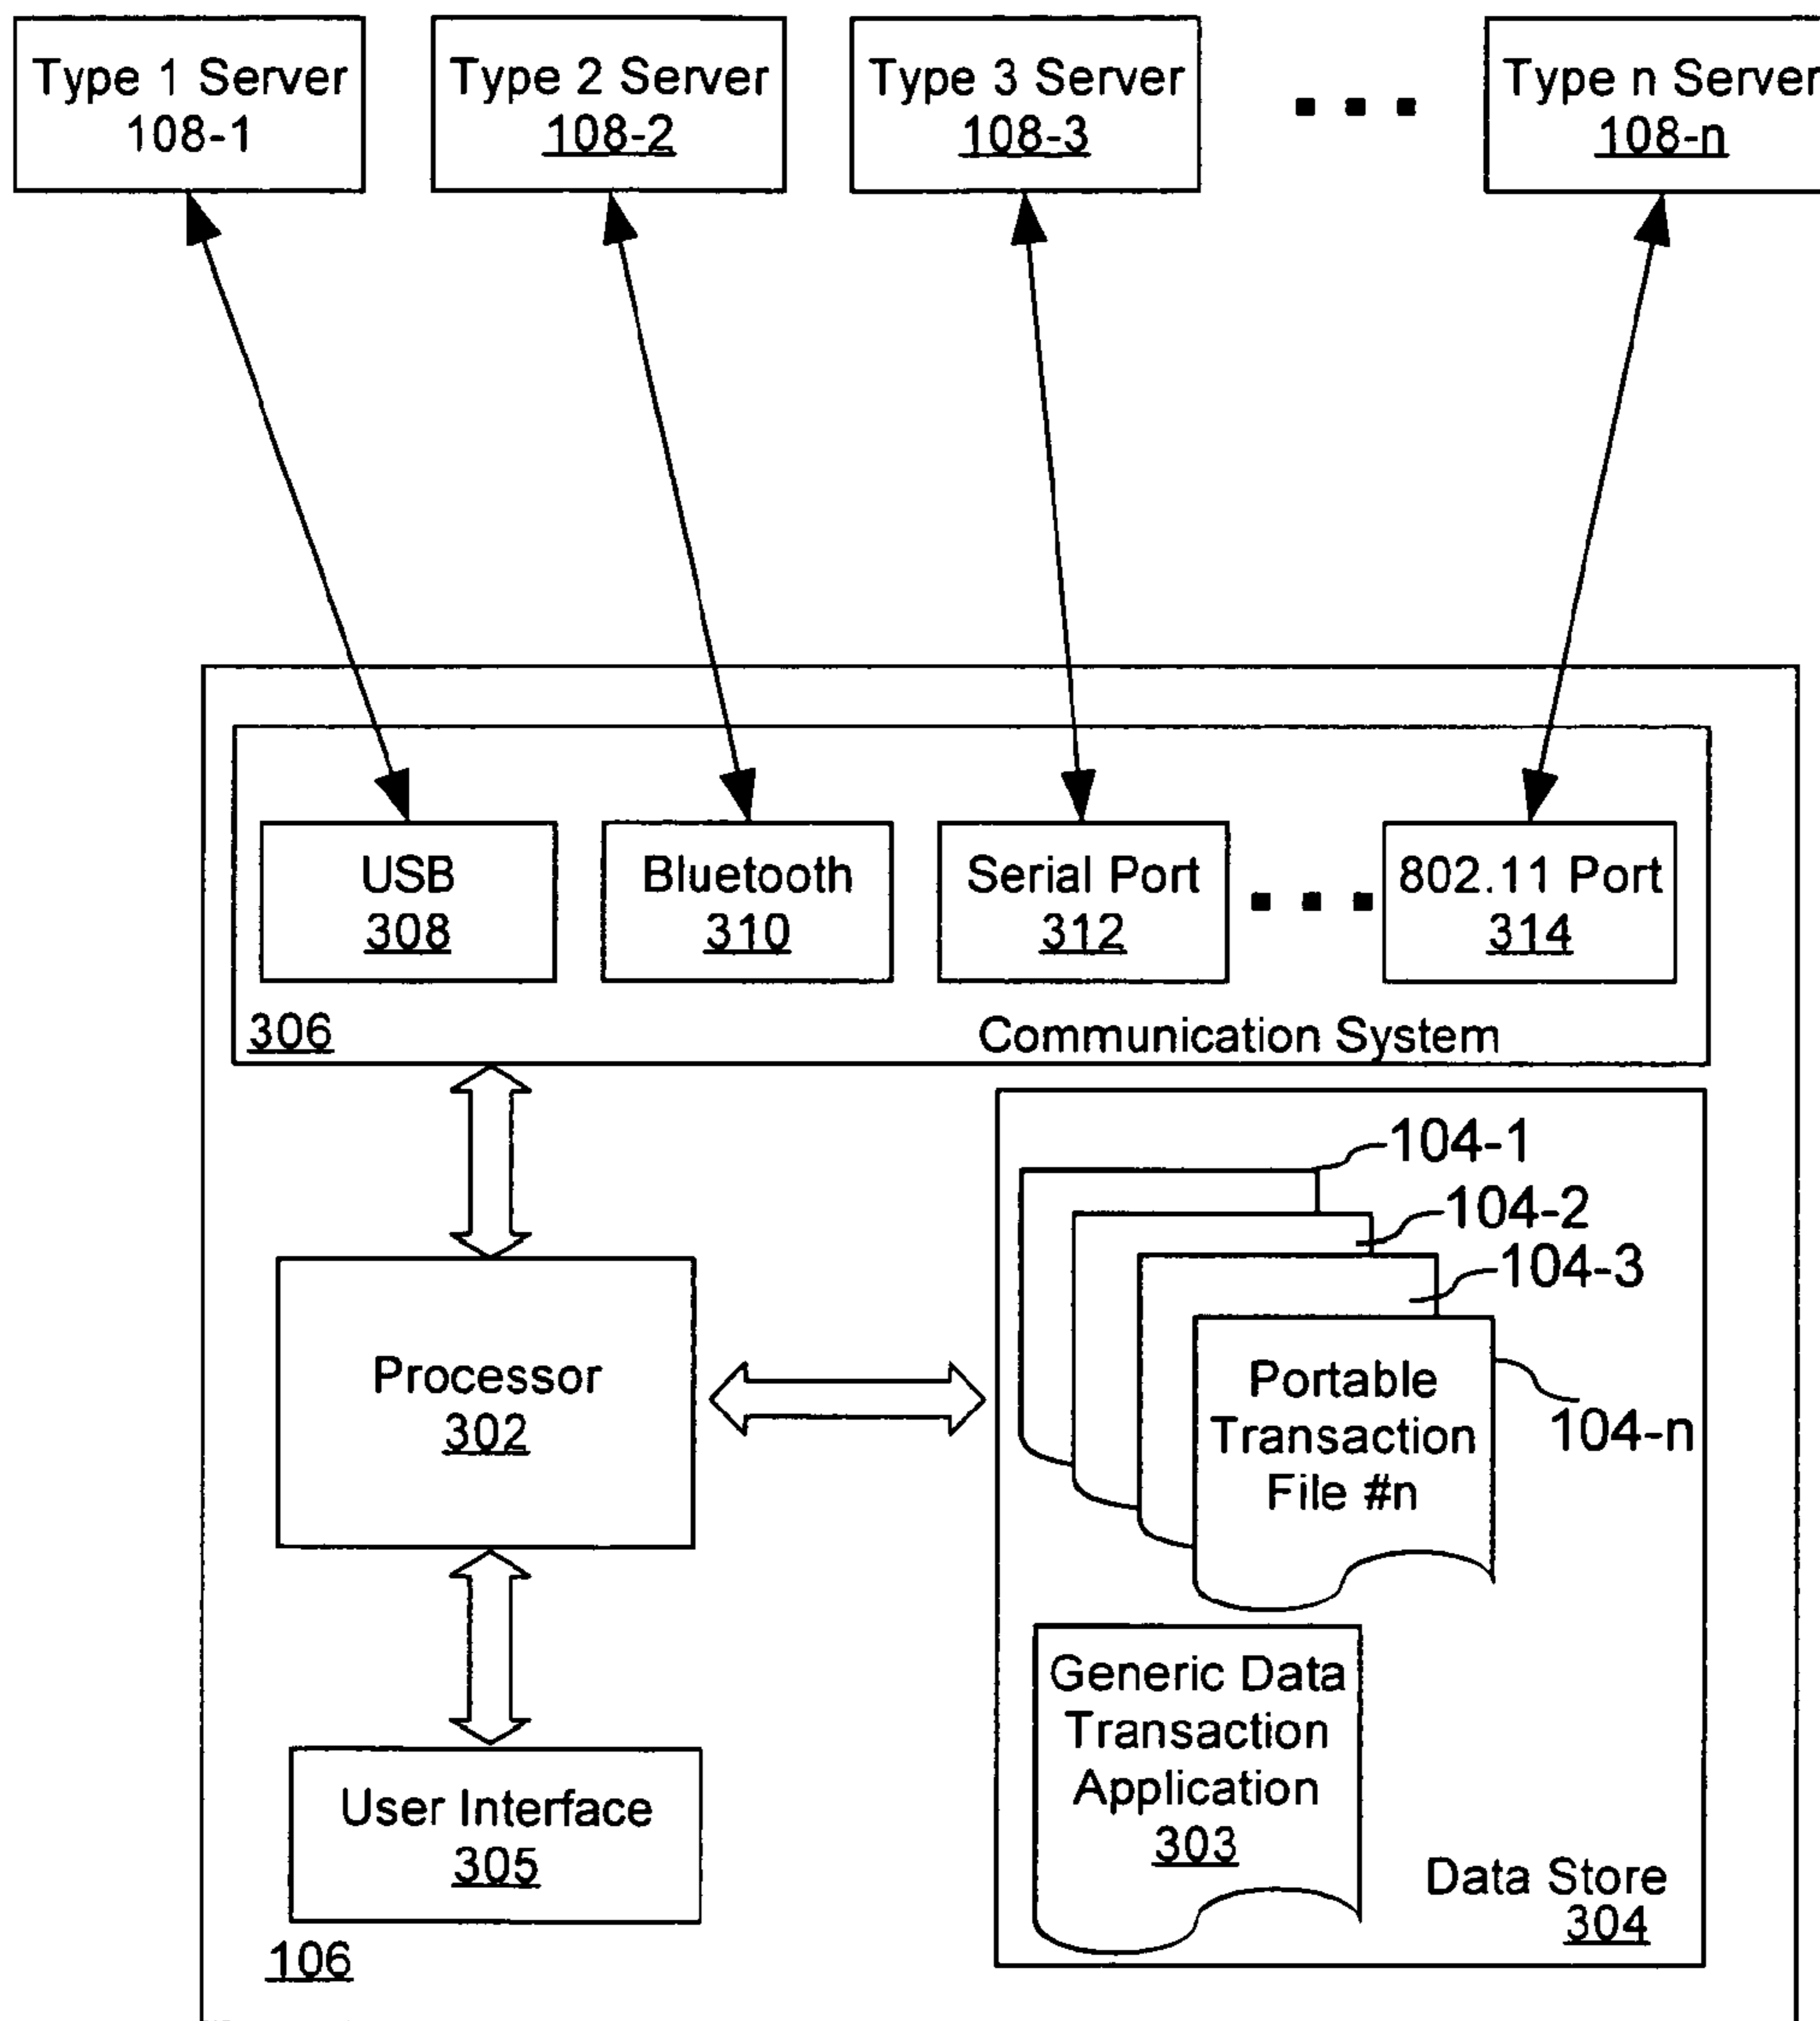 Type 1 Server
108-1
Type 2 Server
108-2
Type 3 Server
108-3
Type n Server
108-n
USB
308
Bluetooth
310
Serial Port
312
802.11 Port
314
306
Communication System
104-1
104-2
104-3
104-n
Portable
Transaction
File #n
Processor
302
Generic Data
Transaction
Application
303
Data Store
304
User Interface
305
106